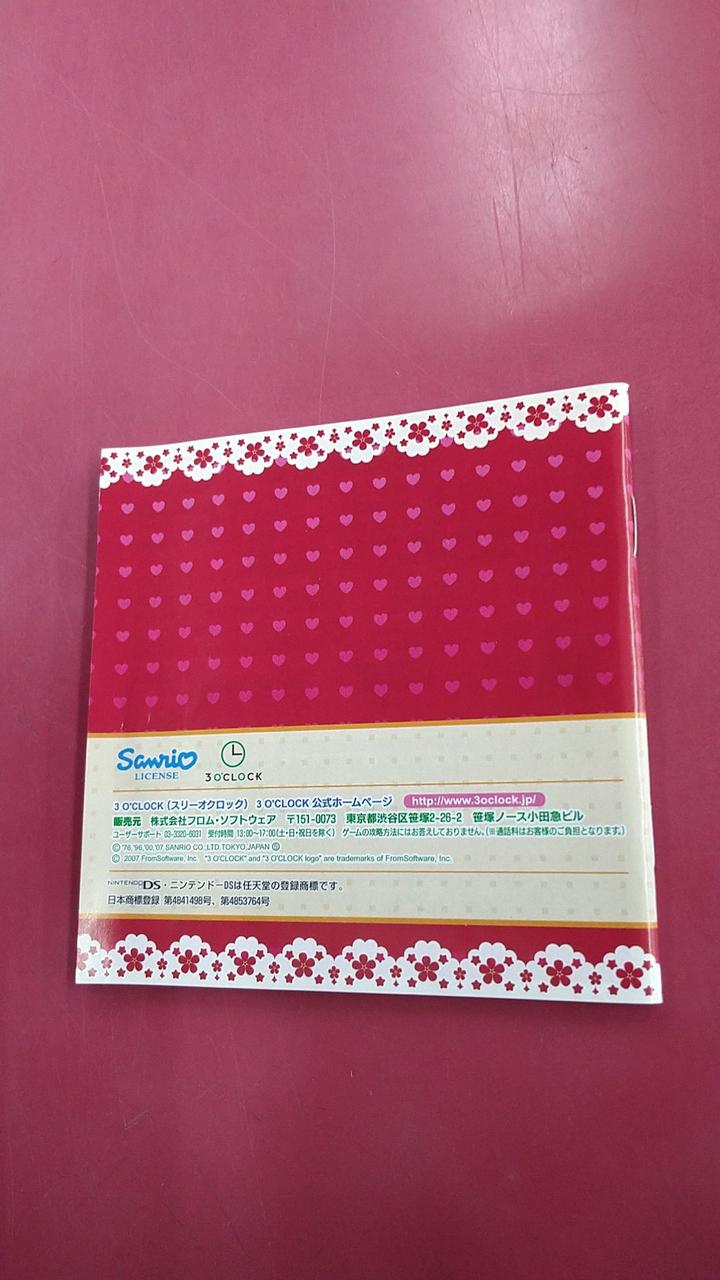 Sanrio
LICENSE
3 O'CLOCK
3 O'CLOCK (スリーオクロック) 3 O'CLOCK 公式ホームページ http://www.3oclock.jp/
販売元 株式会社フロム・ソフトウェア 〒151-0073 東京都渋谷区笹塚2-26-2 笹塚ノース小田急ビル
ユーザーサポート 03-3320-6031 受付時間 13:00〜17:00(土・日・祝日を除く) ゲームの攻略方法にはお答えしておりません。(※通話料はお客様のご負担となります。)
© '76,'96,'00,'07 SANRIO CO.,LTD.TOKYO,JAPAN Ⓢ
© 2007 FromSoftware, Inc. "3 O'CLOCK" and "3 O'CLOCK logo" are trademarks of FromSoftware, Inc.
NINTENDO DS・ニンテンドーDSは任天堂の登録商標です。
日本商標登録 第4841498号、第4853764号